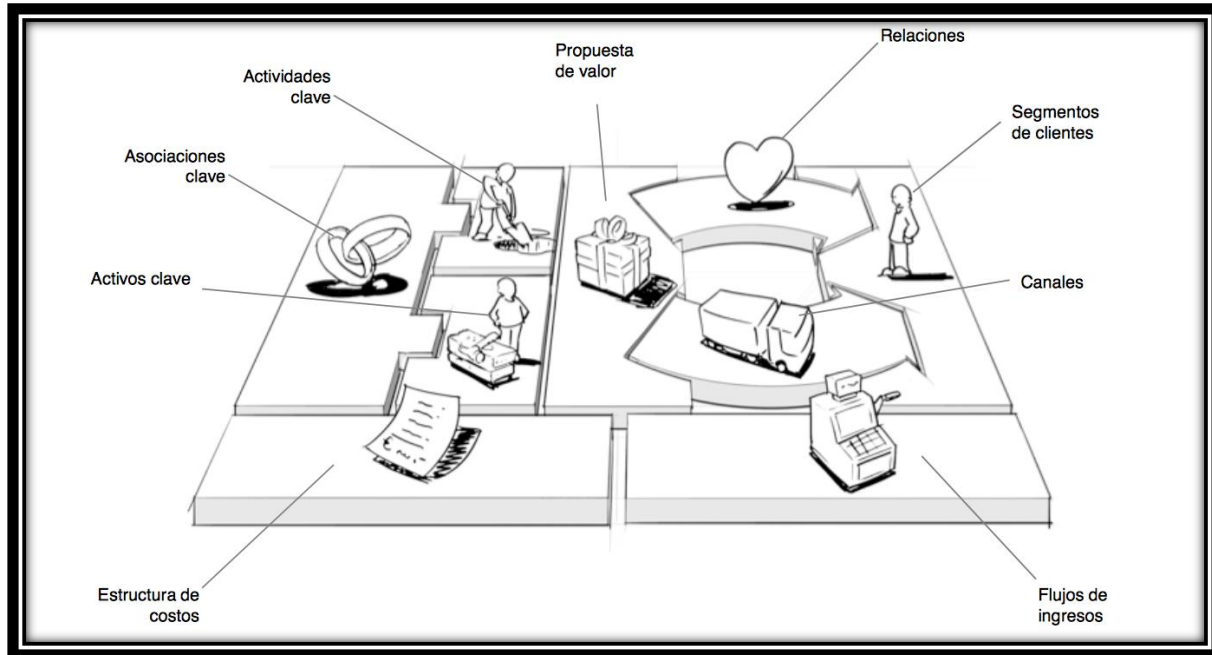 Relaciones
Propuesta
de valor
Actividades
clave
Segmentos
de clientes
Asociaciones
clave
Activos clave
Canales
Estructura de
costos
Flujos de
ingresos